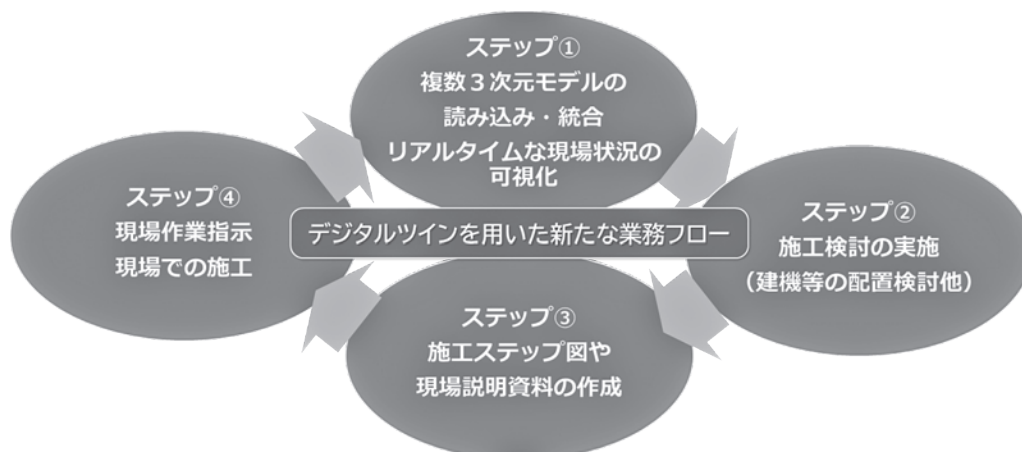 ステップ①
複数３次元モデルの
読み込み・統合
リアルタイムな現場状況の
可視化
デジタルツインを用いた新たな業務フロー
ステップ②
施工検討の実施
（建機等の配置検討他）
ステップ③
施工ステップ図や
現場説明資料の作成
ステップ④
現場作業指示
現場での施工